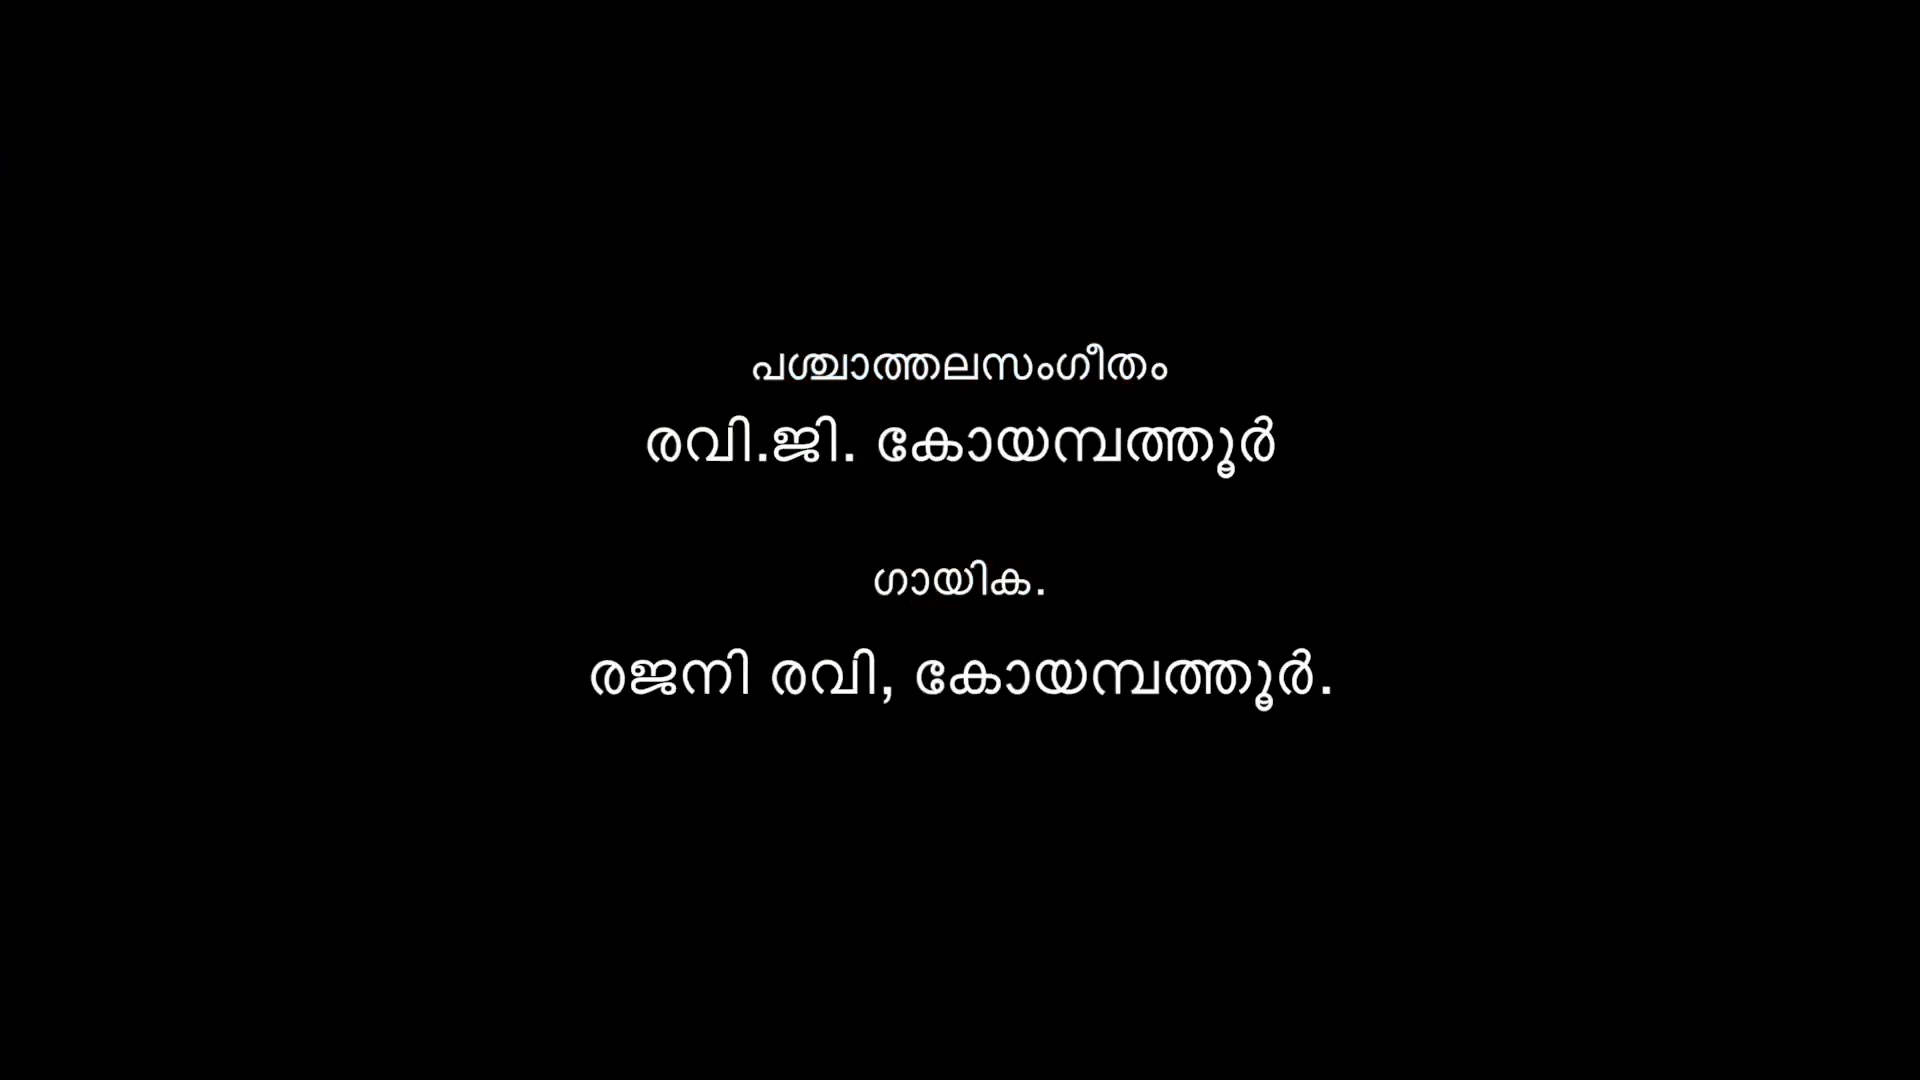 പശ്ചാത്തലസംഗീതം
രവി.ജി. കോയമ്പത്തൂർ
ഗായിക.
രജനി രവി, കോയമ്പത്തൂർ.